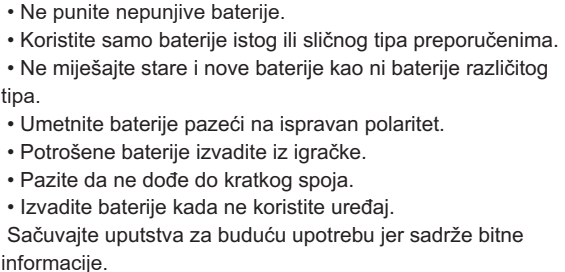 • Ne punite nepunjive baterije.
• Koristite samo baterije istog ili sličnog tipa preporučenima.
• Ne miješajte stare i nove baterije kao ni baterije različitog
tipa.
• Umetnite baterije pazeći na ispravan polaritet.
• Potrošene baterije izvadite iz igračke.
• Pazite da ne dođe do kratkog spoja.
• Izvadite baterije kada ne koristite uređaj.
Sačuvajte uputstva za buduću upotrebu jer sadrže bitne
informacije.